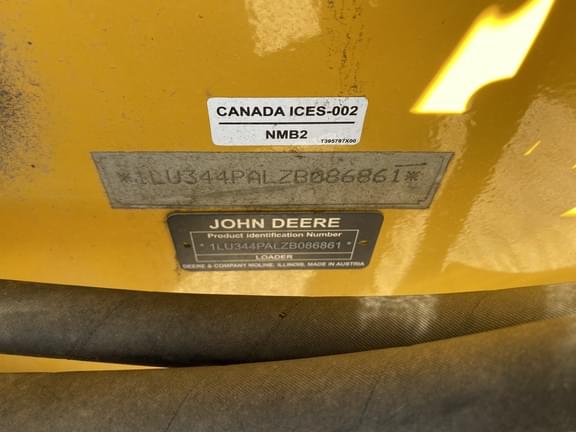 CANADA ICES-002
NMB2
T395787X00
*1LU344PALZB086861*
JOHN DEERE
Product Identification Number
*1LU344PALZB086861*
LOADER
DEERE & COMPANY MOLINE, ILLINOIS, MADE IN AUSTRIA